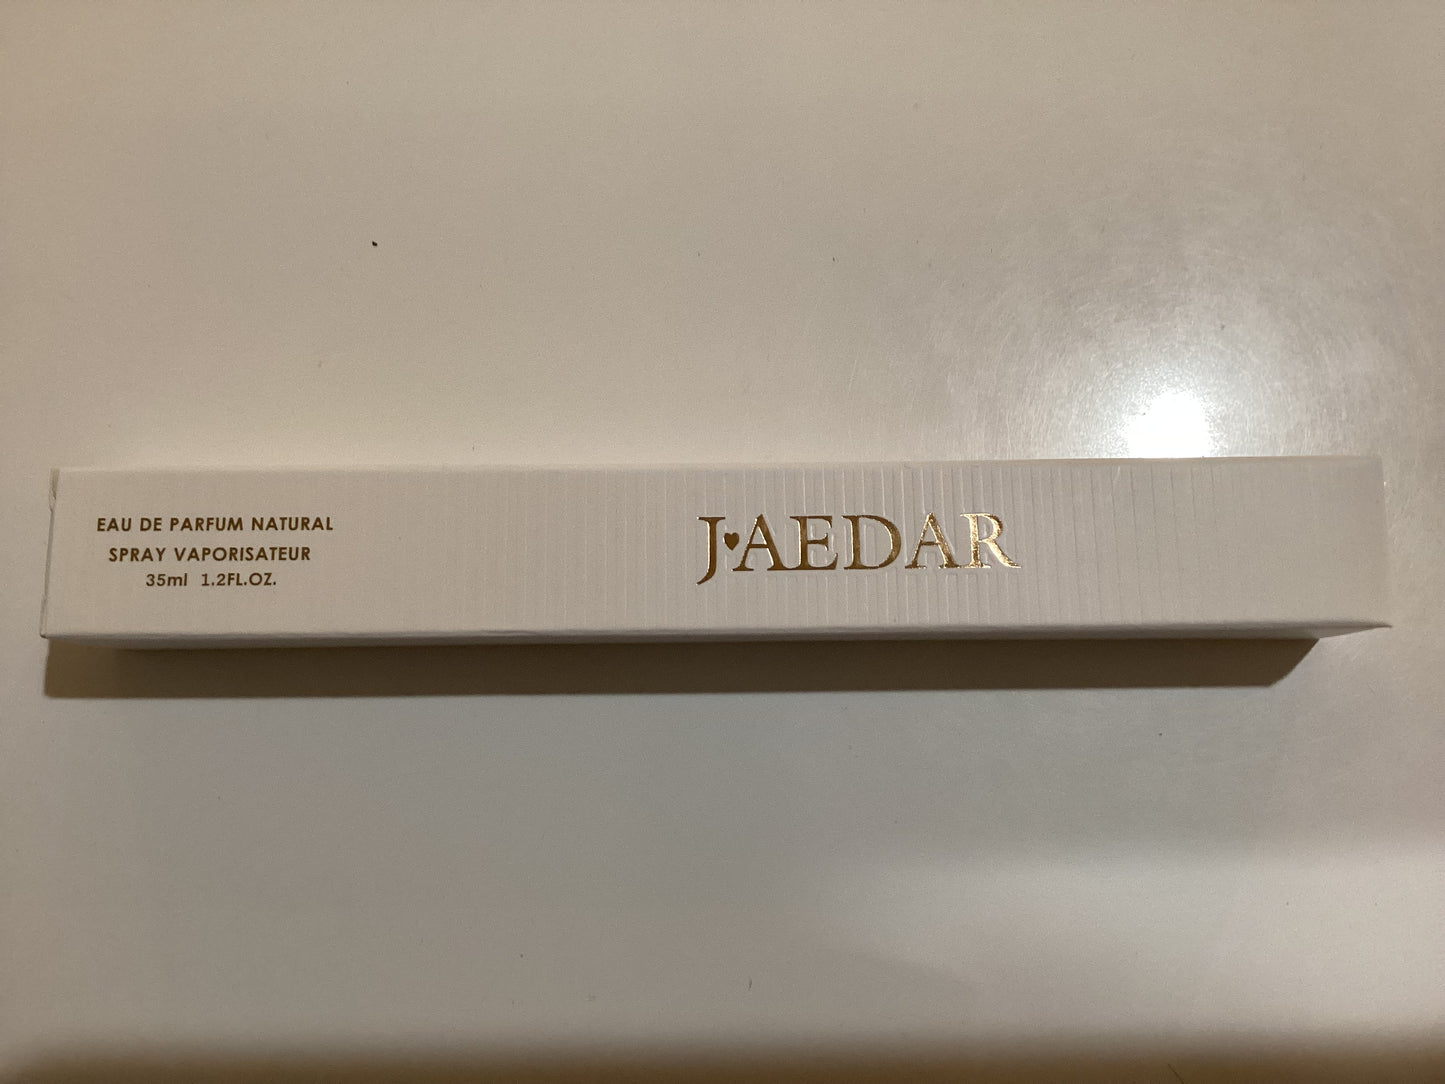 EAU DE PARFUM NATURAL
SPRAY VAPORISATEUR
35ml 1.2FL.OZ.
J♥AEDAR